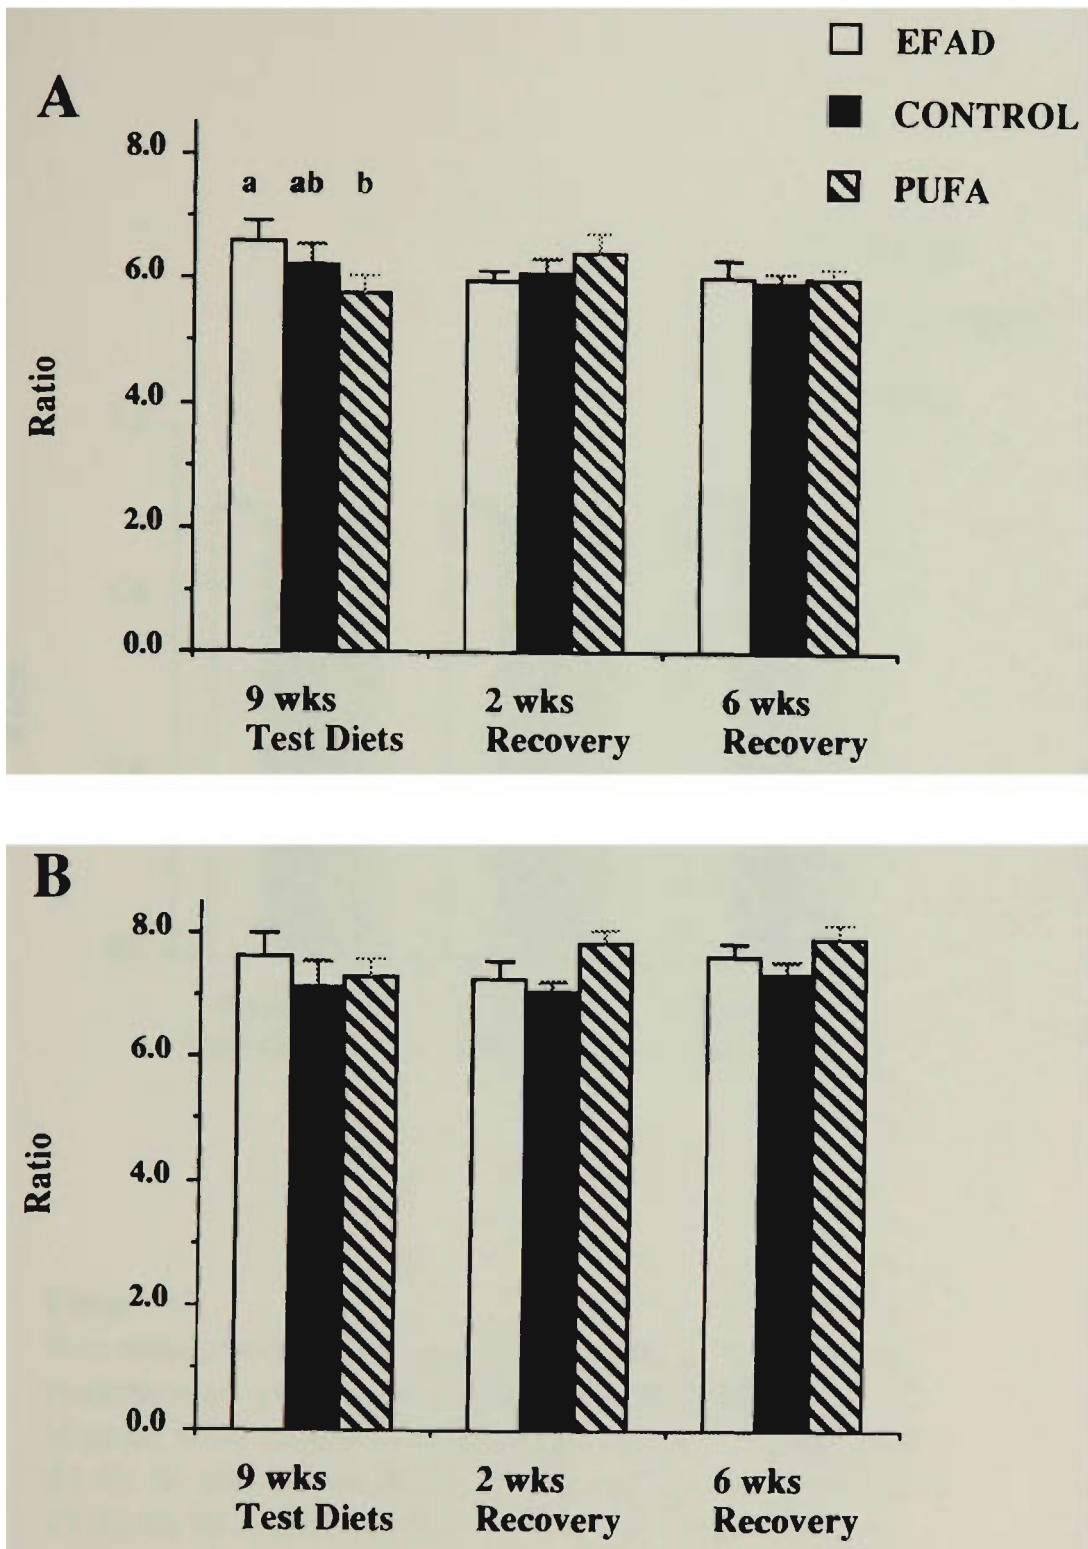 A
EFAD
CONTROL
PUFA
8.0
a ab b
6.0
4.0
2.0
0.0
Ratio
9 wks
Test Diets
2 wks
Recovery
6 wks
Recovery
B
8.0
6.0
4.0
2.0
0.0
Ratio
9 wks
Test Diets
2 wks
Recovery
6 wks
Recovery